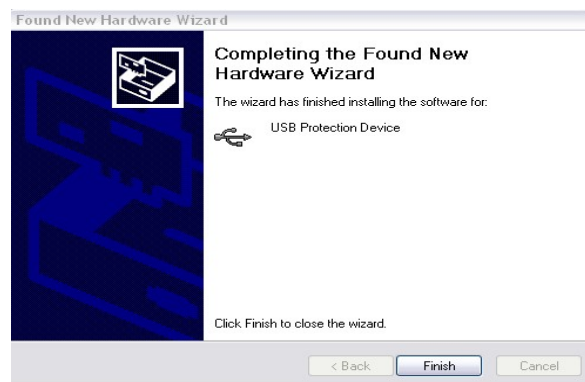 Found New Hardware Wizard
Completing the Found New
Hardware Wizard
The wizard has finished installing the software for:
USB Protection Device
Click Finish to close the wizard.
< Back
Finish
Cancel